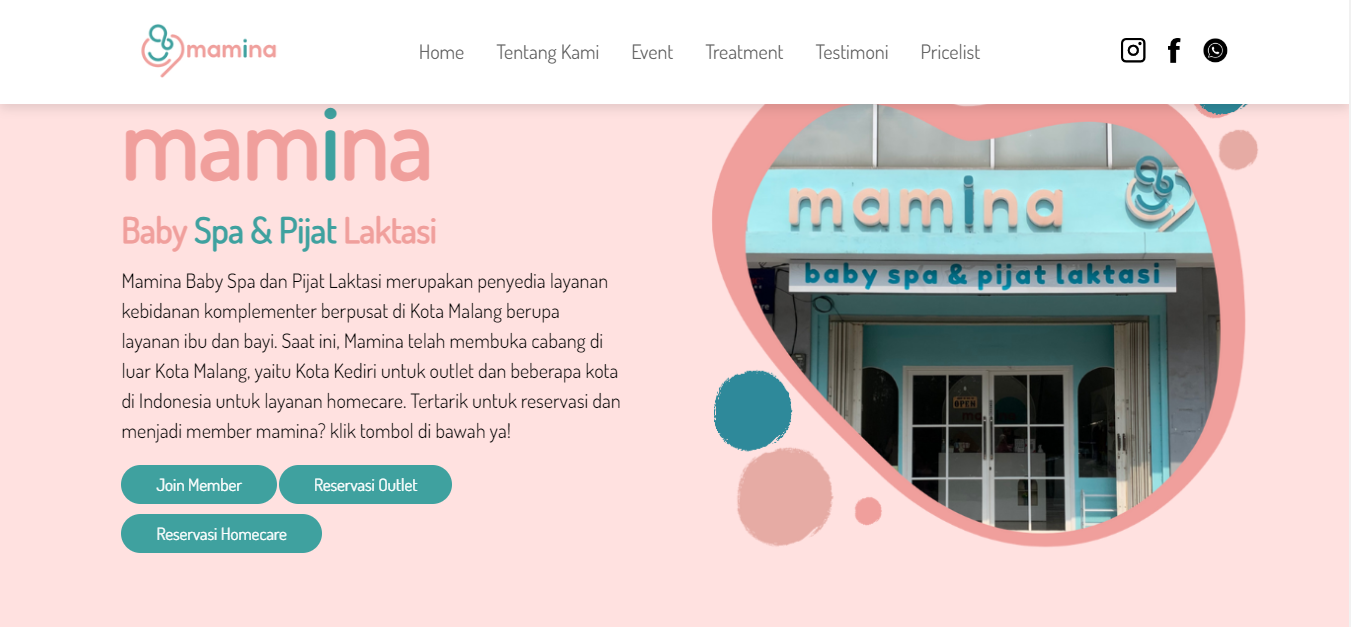 mamina
Home
Tentang Kami
Event
Treatment
Testimoni
Pricelist
mamina
Baby Spa & Pijat Laktasi
Mamina Baby Spa dan Pijat Laktasi merupakan penyedia layanan
kebidanan komplementer berpusat di Kota Malang berupa
layanan ibu dan bayi. Saat ini, Mamina telah membuka cabang di
luar Kota Malang, yaitu Kota Kediri untuk outlet dan beberapa kota
di Indonesia untuk layanan homecare. Tertarik untuk reservasi dan
menjadi member mamina? klik tombol di bawah ya!
Join Member
Reservasi Outlet
Reservasi Homecare
mamina
baby spa & pijat laktasi
OPEN